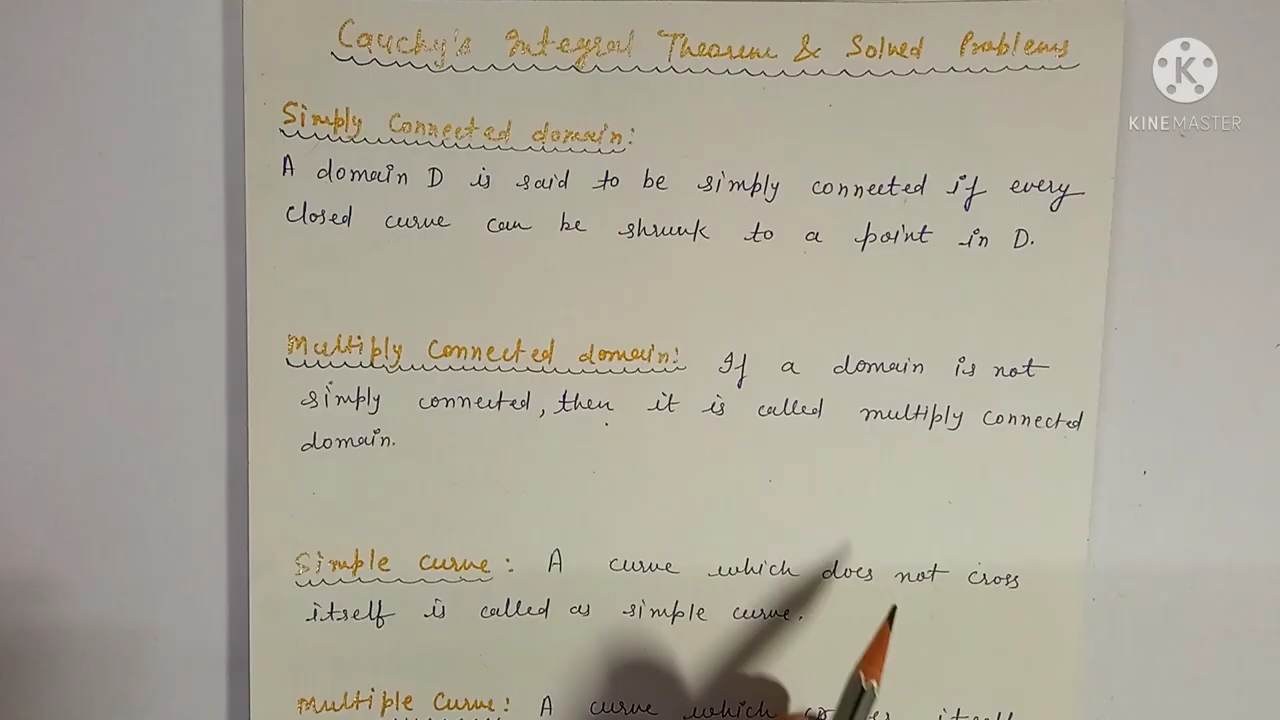 Cauchy's Integral Theorem & Solved Problems
KINEMASTER
Simply Connected domain:
A domain D is said to be simply connected if every
closed curve can be shrunk to a point in D.
Multiply Connected domain: If a domain is not
simply connected, then it is called multiply connected
domain.
Simple Curve: A curve which does not cross
itself is called as simple curve.
Multiple Curve: A curve which itself